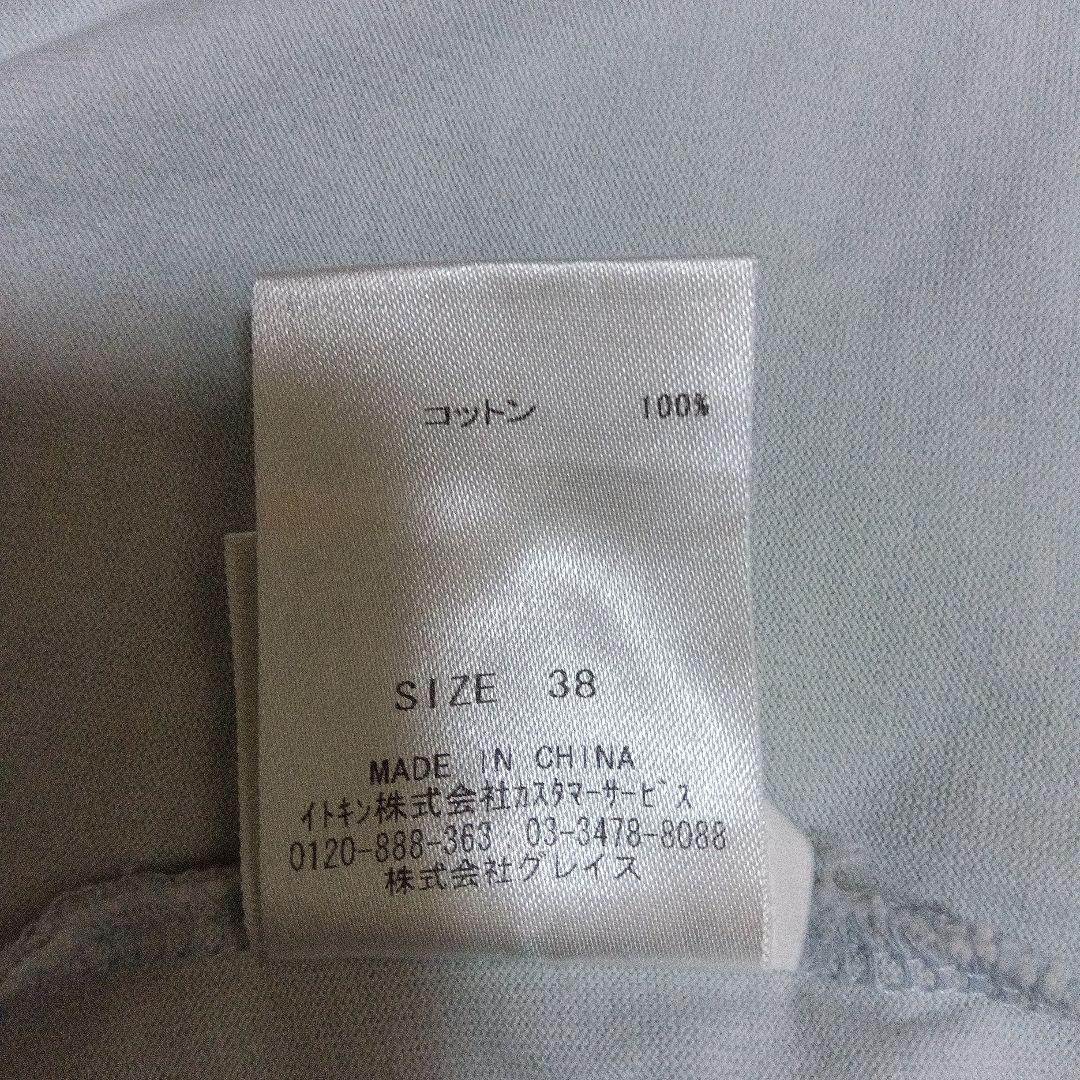 コットン 100%
SIZE 38
MADE IN CHINA
ｲﾄｷﾝ株式会社ｶｽﾀﾏｰｻｰﾋﾞｽ
0120-888-363 . 03-3478-8088
株式会社グレイス